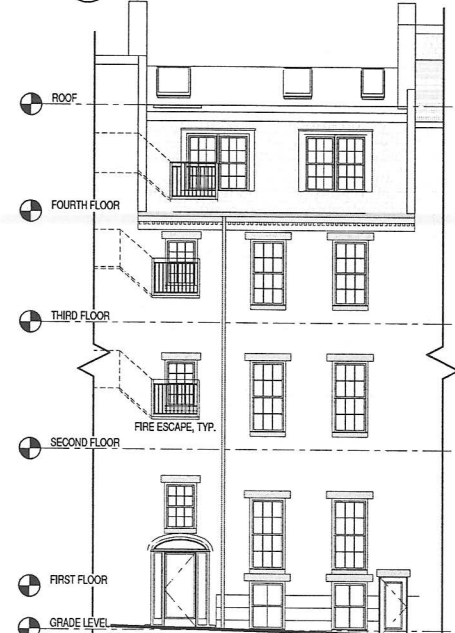 ROOF
FOURTH FLOOR
THIRD FLOOR
FIRE ESCAPE, TYP.
SECOND FLOOR
FIRST FLOOR
GRADE LEVEL